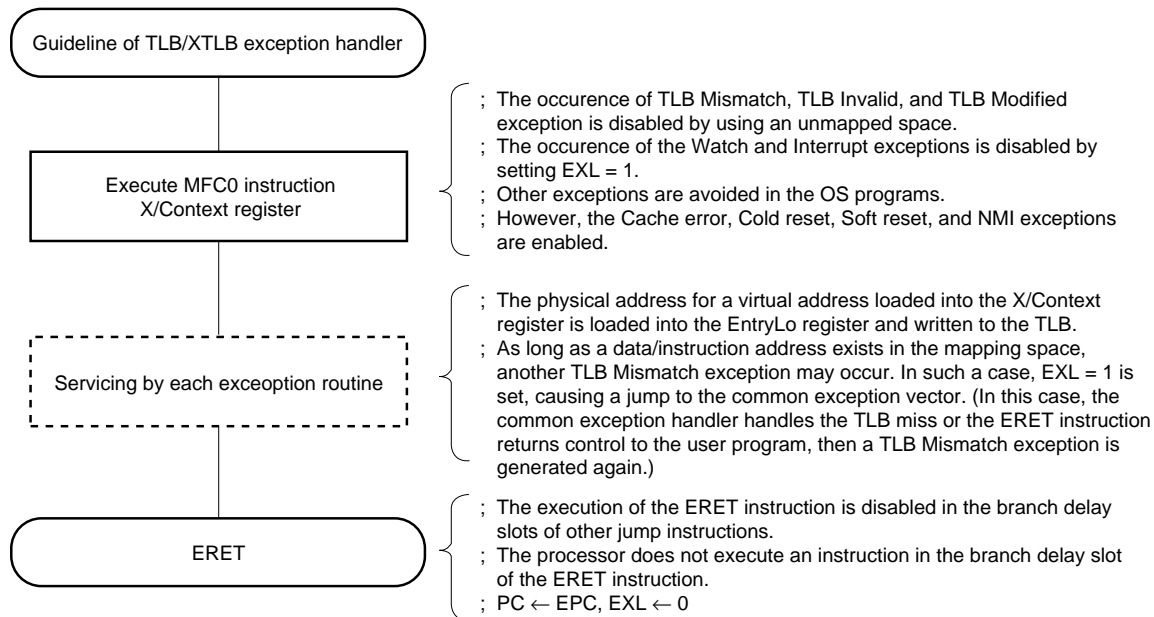 Guideline of TLB/XTLB exception handler
; The occurence of TLB Mismatch, TLB Invalid, and TLB Modified
exception is disabled by using an unmapped space.
; The occurence of the Watch and Interrupt exceptions is disabled by
setting EXL = 1.
; Other exceptions are avoided in the OS programs.
; However, the Cache error, Cold reset, Soft reset, and NMI exceptions
are enabled.
Execute MFC0 instruction
X/Context register
; The physical address for a virtual address loaded into the X/Context
register is loaded into the EntryLo register and written to the TLB.
; As long as a data/instruction address exists in the mapping space,
another TLB Mismatch exception may occur. In such a case, EXL = 1 is
set, causing a jump to the common exception vector. (In this case, the
common exception handler handles the TLB miss or the ERET instruction
returns control to the user program, then a TLB Mismatch exception is
generated again.)
Servicing by each exceoption routine
; The execution of the ERET instruction is disabled in the branch delay
slots of other jump instructions.
; The processor does not execute an instruction in the branch delay slot
of the ERET instruction.
; PC ← EPC, EXL ← 0
ERET